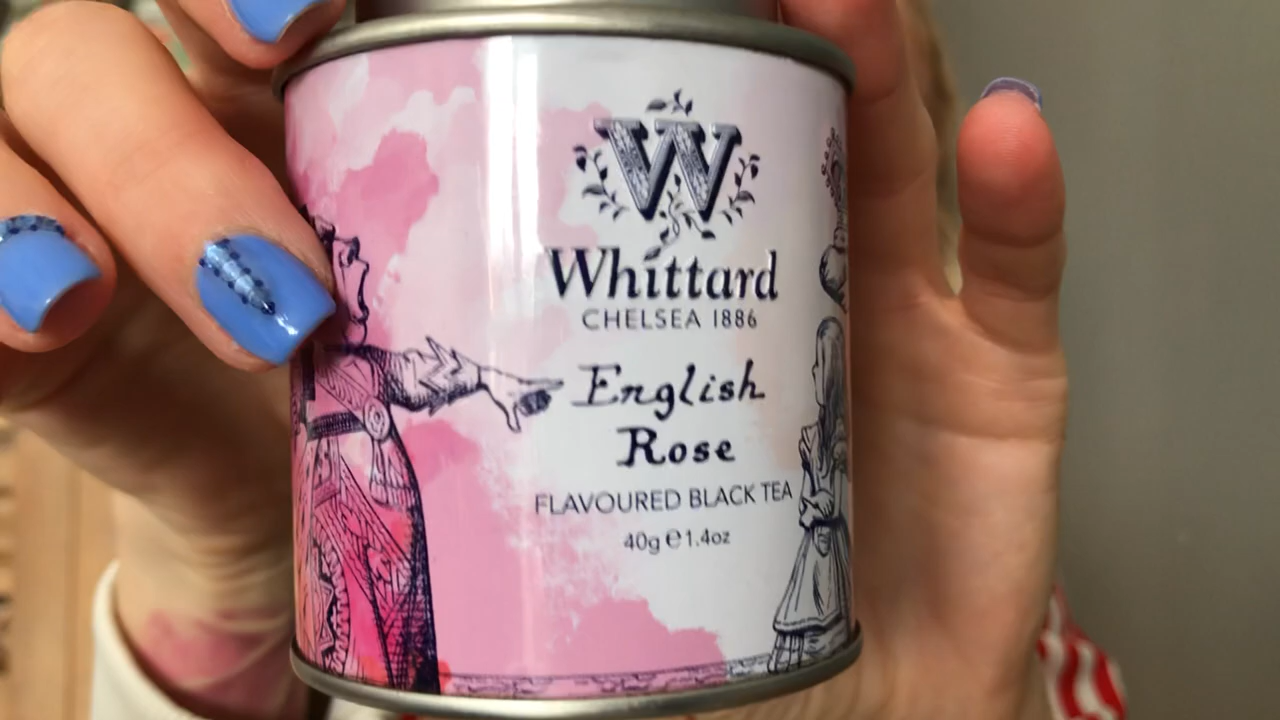 W
Whittard
CHELSEA 1886
English
Rose
FLAVOURED BLACK TEA
40g ℮ 1.4oz